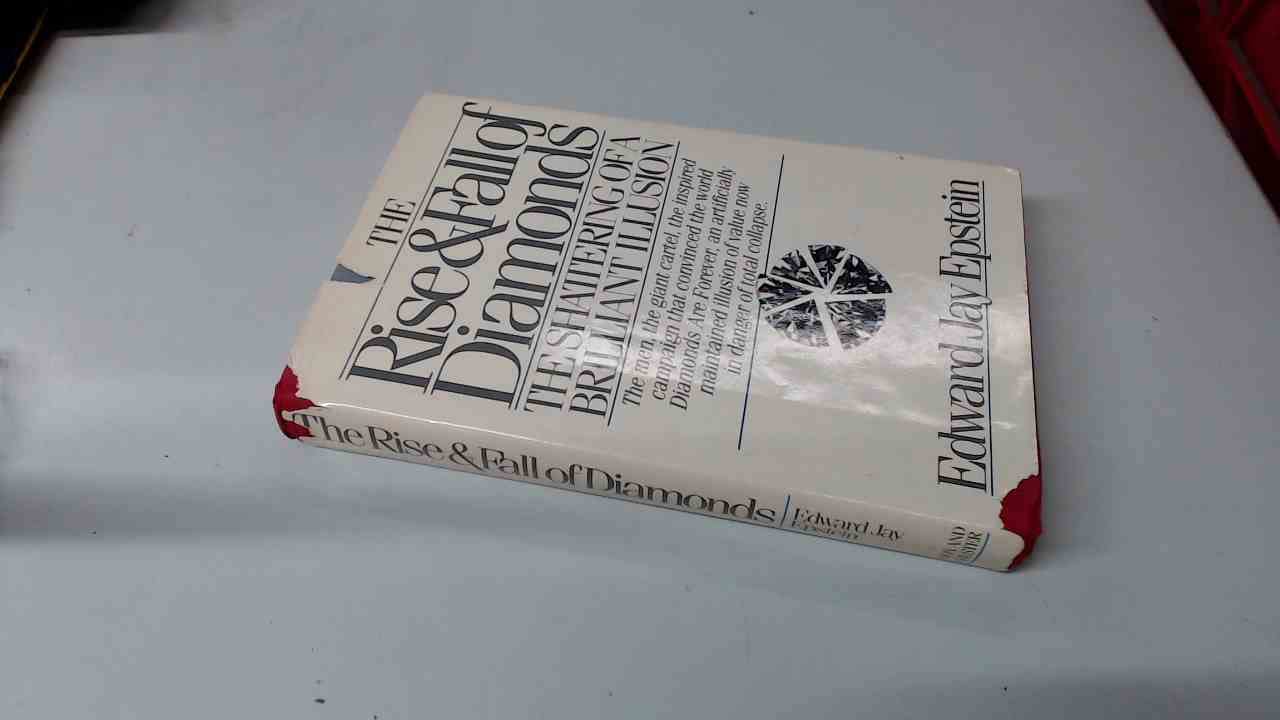 THE
Rise & Fall of
Diamonds
THE SHATTERING OF A
BRILLIANT ILLUSION
The men, the giant cartel, the inspired
campaign that convinced the world
Diamonds Are Forever, an artificially
maintained illusion of value now
in danger of total collapse.
Edward Jay Epstein
The Rise & Fall of Diamonds
Edward Jay
Epstein
AND